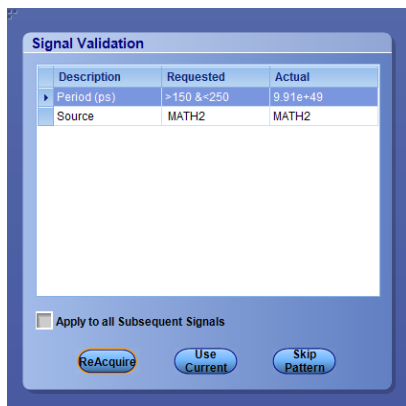 Signal Validation
Description Requested Actual
Period (ps) >150 &<250 9.91e+49
Source MATH2 MATH2
Apply to all Subsequent Signals
ReAcquire Use Current Skip Pattern